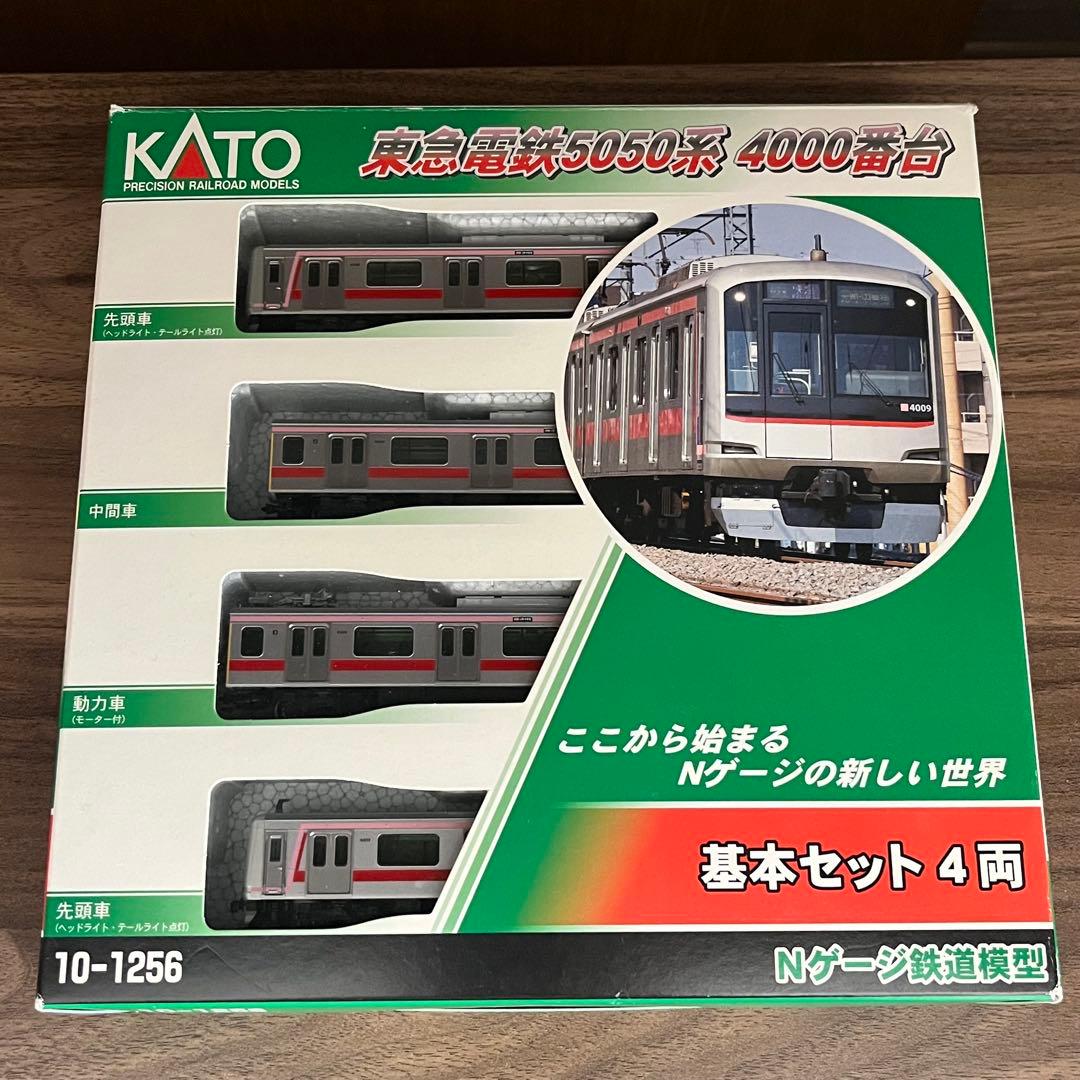 KATO
PRECISION RAILROAD MODELS
東急電鉄5050系 4000番台
先頭車
(ヘッドライト・テールライト点灯)
4009
中間車
動力車
(モーター付)
ここから始まる
Nゲージの新しい世界
基本セット 4両
先頭車
(ヘッドライト・テールライト点灯)
10-1256
Nゲージ鉄道模型